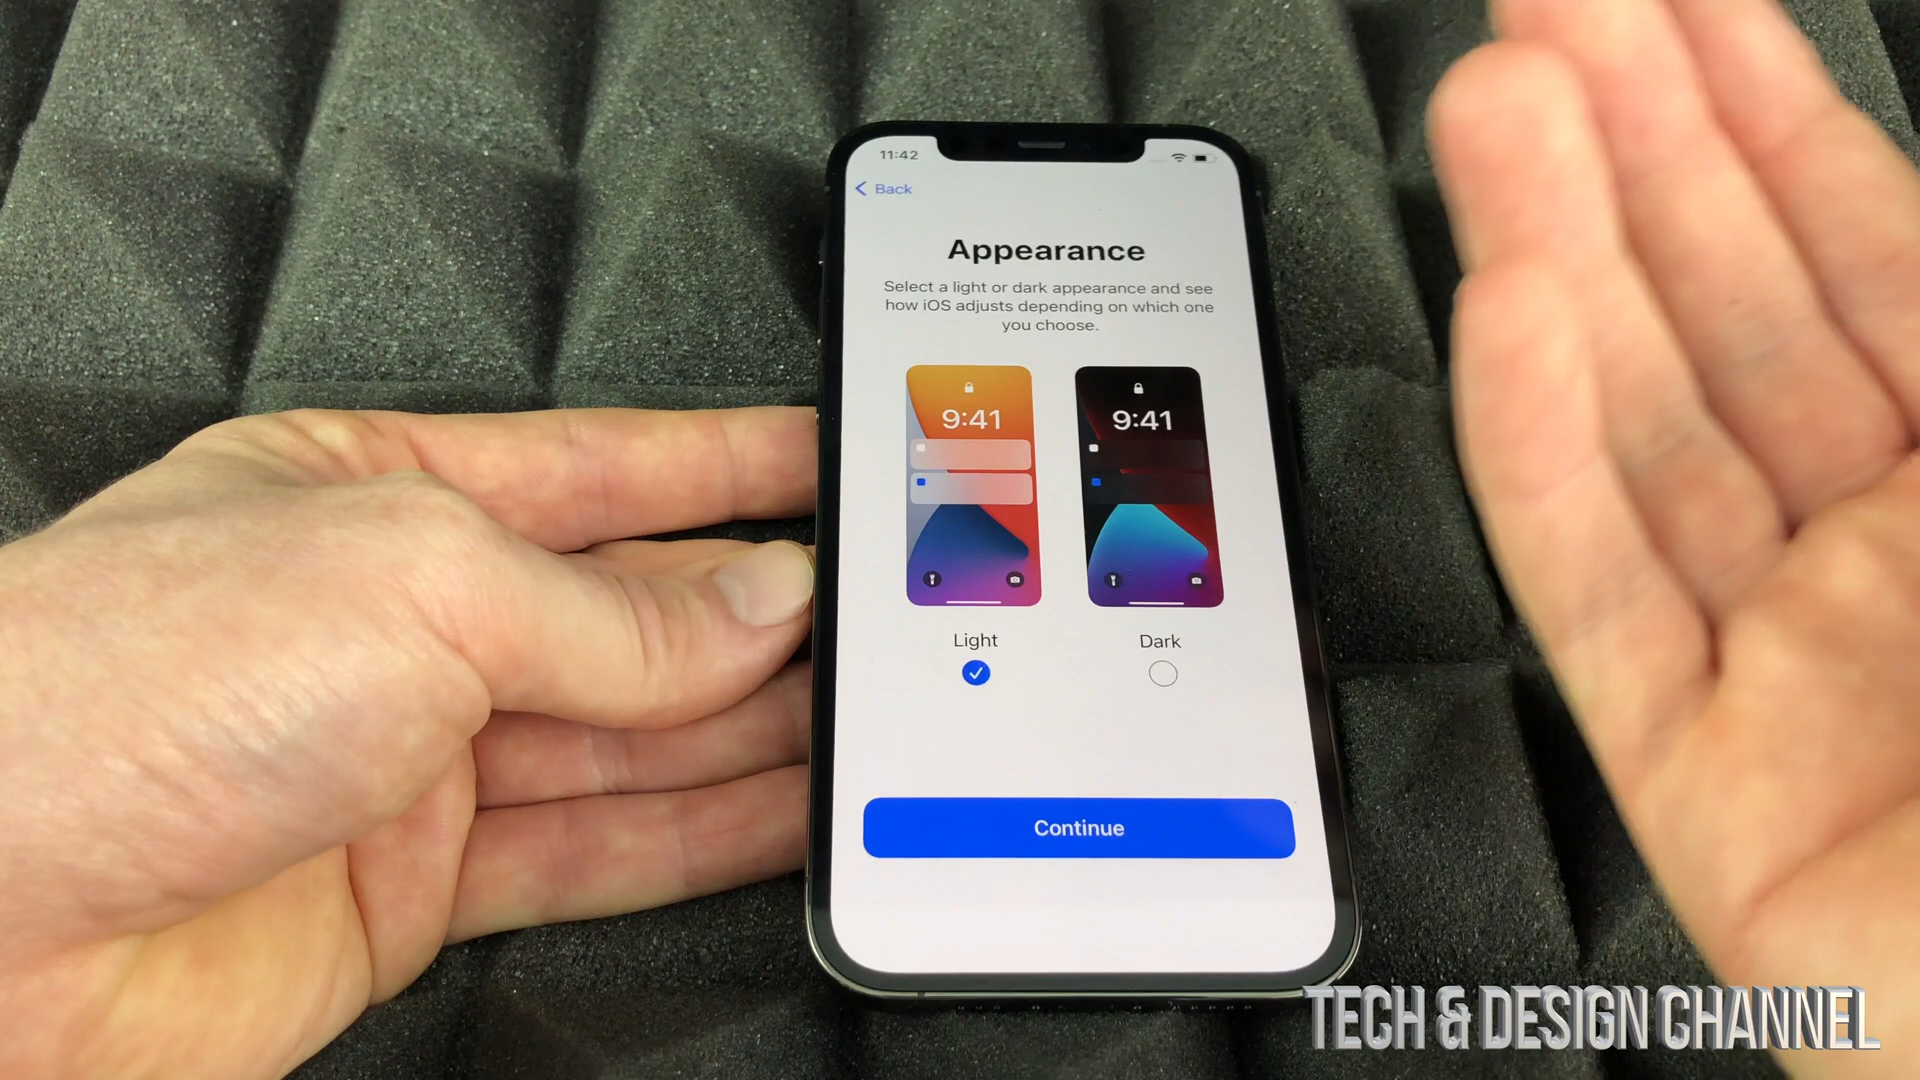 11:42
Back
Appearance
Select a light or dark appearance and see
how iOS adjusts depending on which one
you choose.
9:41
9:41
Light
Dark
Continue
TECH & DESIGN CHANNEL